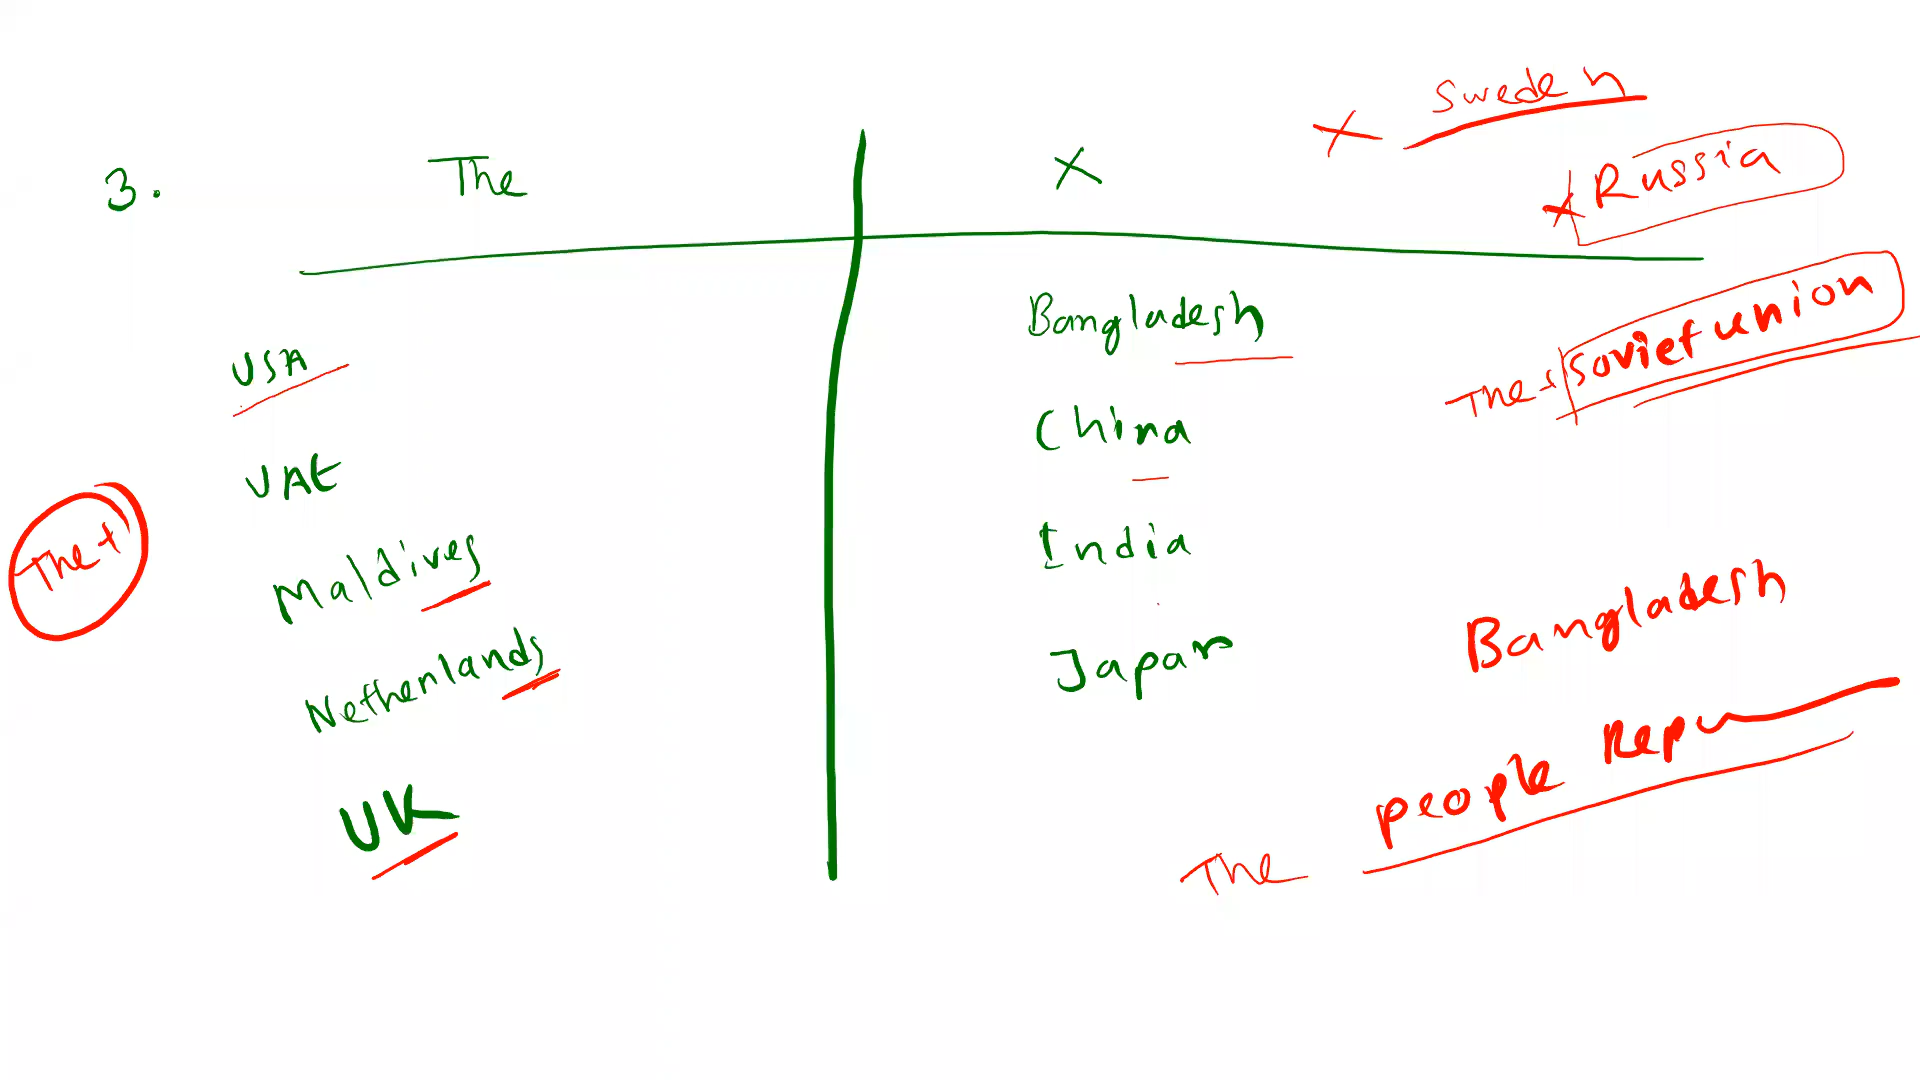 × Sweden
3. The ×
× Russia
Bangladesh
The + Soviet union
USA
China
UAE
The +
India
Maldives
Bangladesh
Netherlands
Japan
people Repu
UK
The